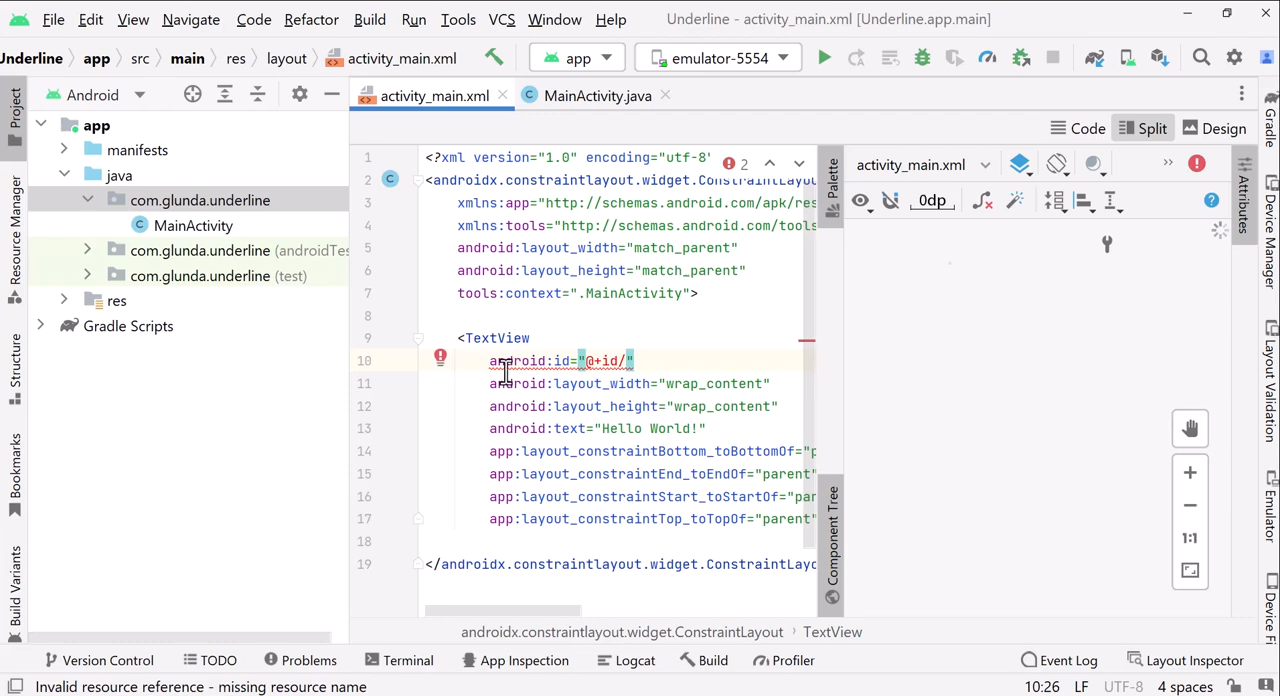 File Edit View Navigate Code Refactor Build Run Tools VCS Window Help Underline - activity_main.xml [Underline.app.main]
Underline app src main res layout activity_main.xml app emulator-5554
Android activity_main.xml MainActivity.java
Code Split Design
app
manifests
java
com.glunda.underline
MainActivity
com.glunda.underline (androidTes
com.glunda.underline (test)
res
Gradle Scripts
Project
Resource Manager
Structure
Bookmarks
Build Variants
1 <?xml version="1.0" encoding="utf-8' 2
2 <androidx.constraintlayout.widget.ConstraintLayou
3 xmlns:app="http://schemas.android.com/apk/res
4 xmlns:tools="http://schemas.android.com/tools
5 android:layout_width="match_parent"
6 android:layout_height="match_parent"
7 tools:context=".MainActivity">
8
9 <TextView
10 android:id="@+id/"
11 android:layout_width="wrap_content"
12 android:layout_height="wrap_content"
13 android:text="Hello World!"
14 app:layout_constraintBottom_toBottomOf="p
15 app:layout_constraintEnd_toEndOf="parent"
16 app:layout_constraintStart_toStartOf="par
17 app:layout_constraintTop_toTopOf="parent"
18
19 </androidx.constraintlayout.widget.ConstraintLayo
androidx.constraintlayout.widget.ConstraintLayout › TextView
Palette
Component Tree
activity_main.xml
0dp
1:1
Attributes
Gradle
Device Manager
Layout Validation
Emulator
Device Fi
Version Control TODO Problems Terminal App Inspection Logcat Build Profiler Event Log Layout Inspector
Invalid resource reference - missing resource name 10:26 LF UTF-8 4 spaces